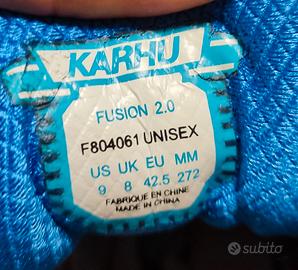 KARHU
FUSION 2.0
F804061 UNISEX
US UK EU MM
9 8 42.5 272
FABRIQUE EN CHINE
MADE IN CHINA
subito